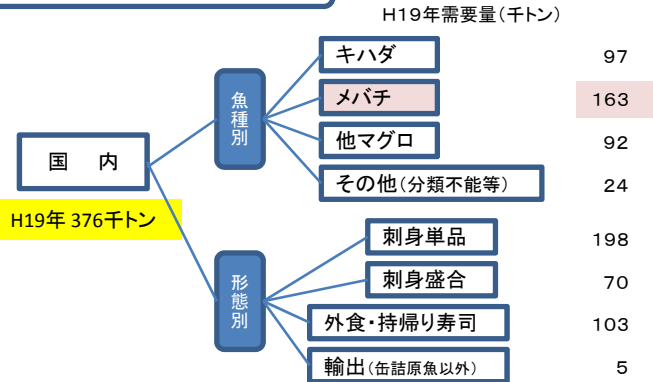 H19年需要量(千トン)
キハダ 97
魚種別
メバチ 163
他マグロ 92
国 内
その他(分類不能等) 24
H19年 376千トン
刺身単品 198
形態別
刺身盛合 70
外食・持帰り寿司 103
輸出(缶詰原魚以外) 5